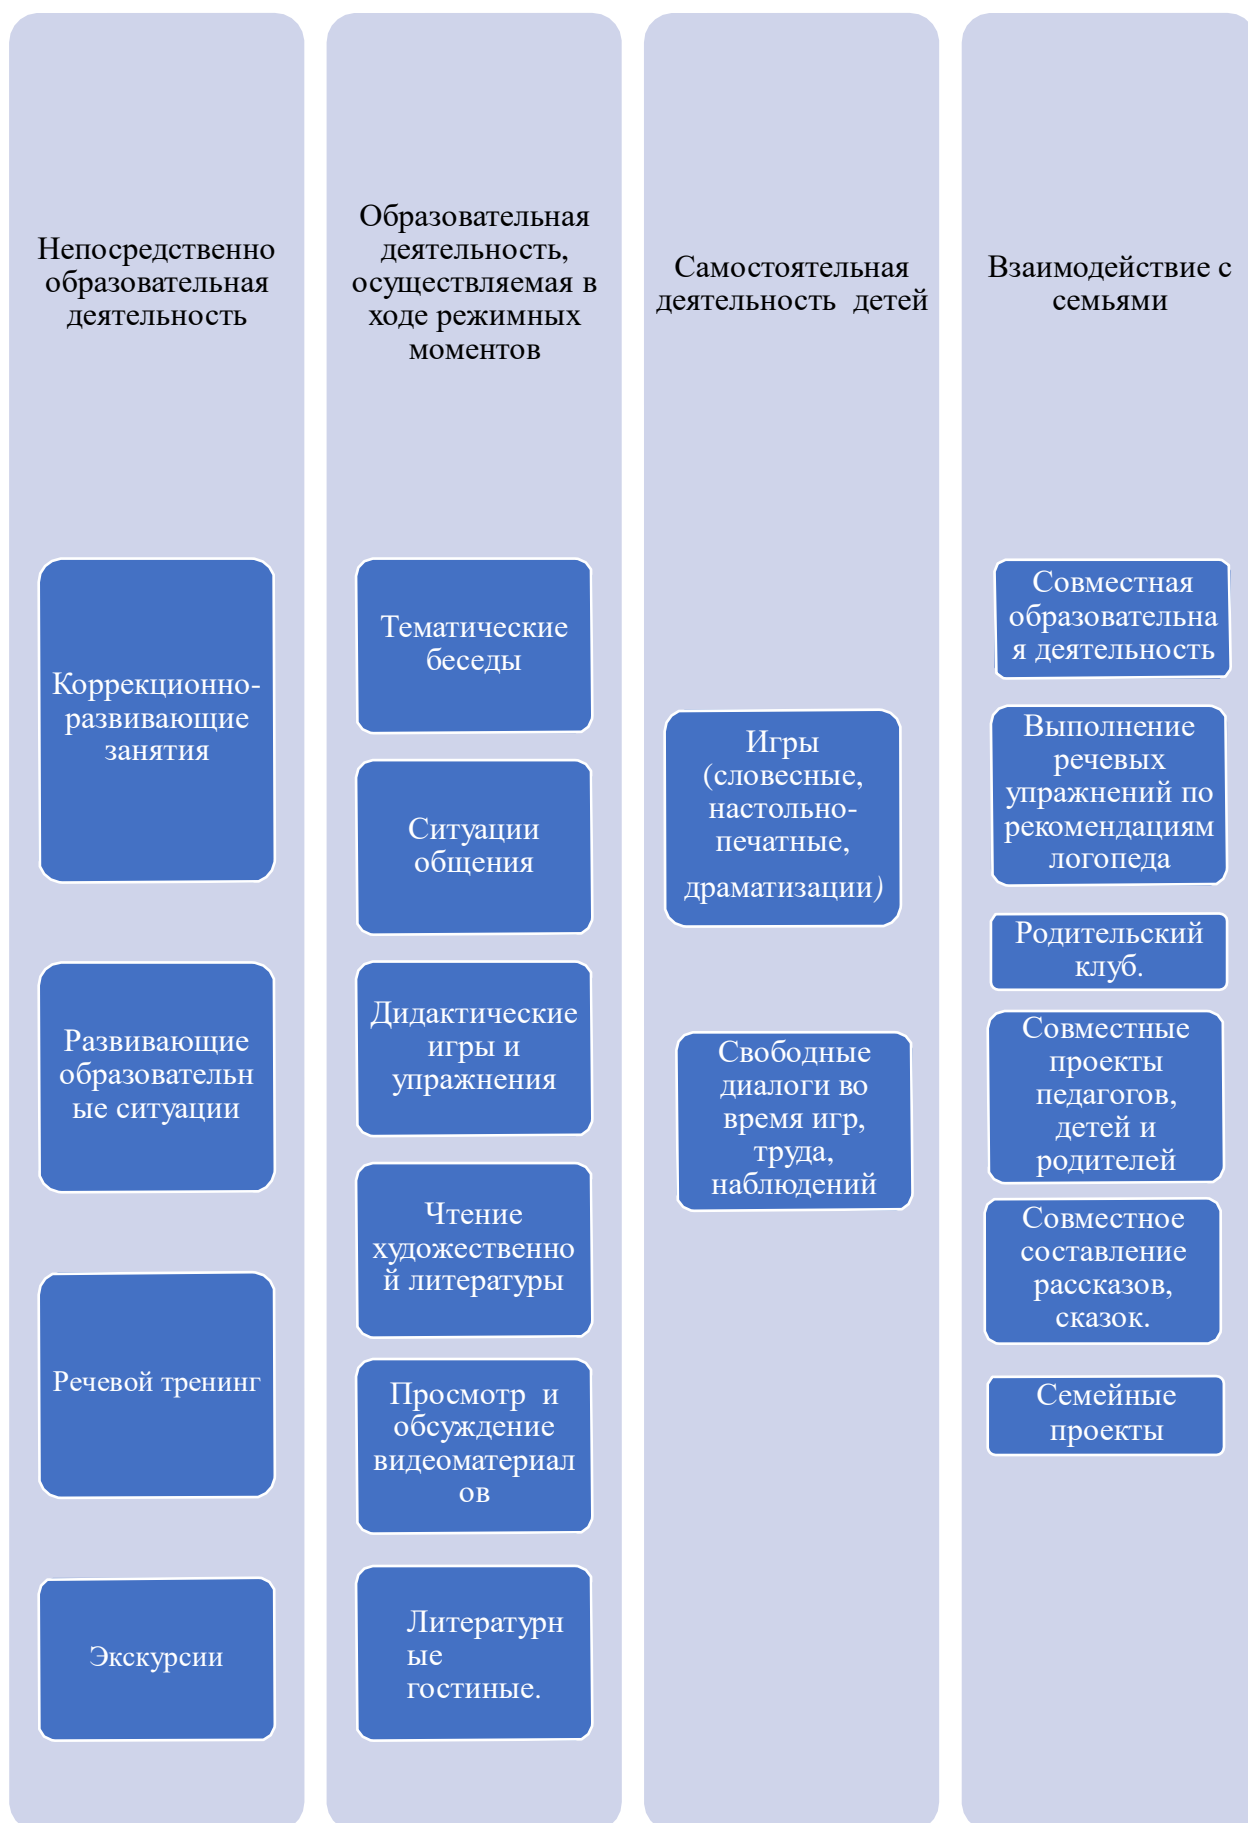 Непосредственно
образовательная
деятельность
Коррекционно-
развивающие
занятия
Развивающие
образовательн
ые ситуации
Речевой тренинг
Экскурсии
Образовательная
деятельность,
осуществляемая в
ходе режимных
моментов
Тематические
беседы
Ситуации
общения
Дидактические
игры и
упражнения
Чтение
художественно
й литературы
Просмотр и
обсуждение
видеоматериал
ов
Литературн
ые
гостиные.
Самостоятельная
деятельность детей
Игры
(словесные,
настольно-
печатные,
драматизации)
Свободные
диалоги во
время игр,
труда,
наблюдений
Взаимодействие с
семьями
Совместная
образовательна
я деятельность
Выполнение
речевых
упражнений по
рекомендациям
логопеда
Родительский
клуб.
Совместные
проекты
педагогов,
детей и
родителей
Совместное
составление
рассказов,
сказок.
Семейные
проекты